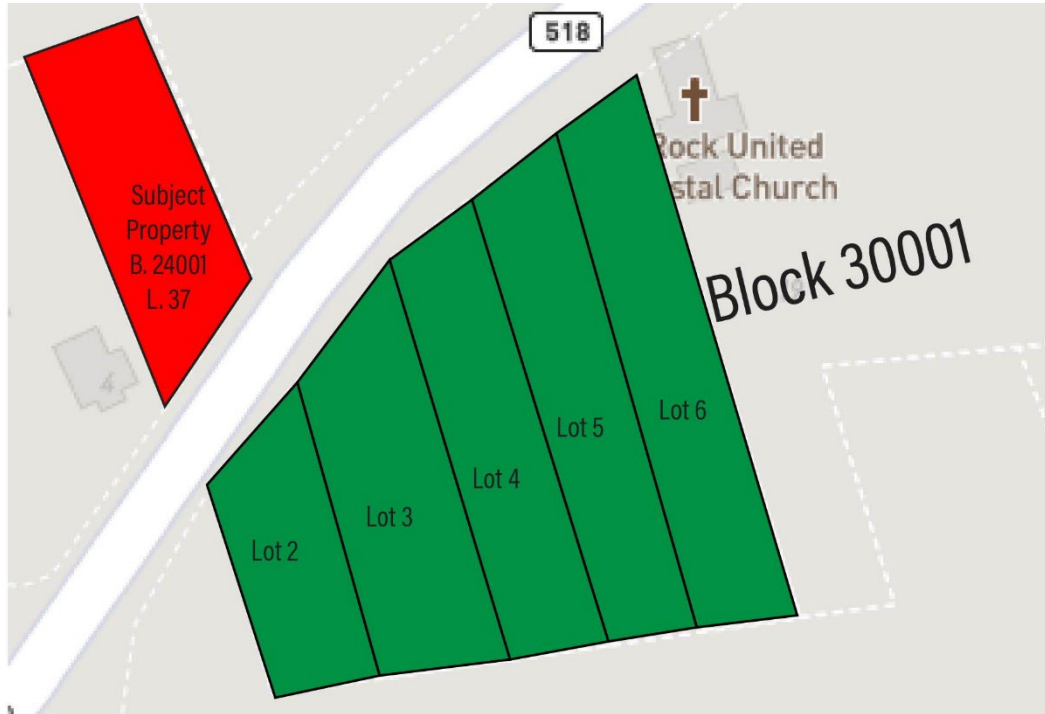 518
Rock United
stal Church
Subject
Property
B. 24001
L. 37
Block 30001
Lot 6
Lot 5
Lot 4
Lot 3
Lot 2